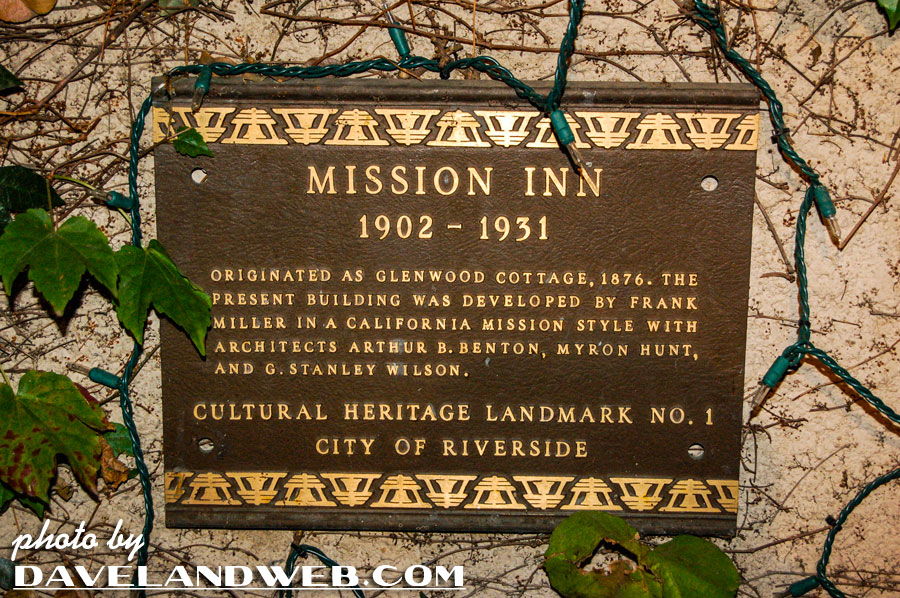 MISSION INN
1902 - 1931
ORIGINATED AS GLENWOOD COTTAGE, 1876. THE
PRESENT BUILDING WAS DEVELOPED BY FRANK
MILLER IN A CALIFORNIA MISSION STYLE WITH
ARCHITECTS ARTHUR B. BENTON, MYRON HUNT,
AND G. STANLEY WILSON.
CULTURAL HERITAGE LANDMARK NO. 1
CITY OF RIVERSIDE
photo by
DAVELANDWEB.COM